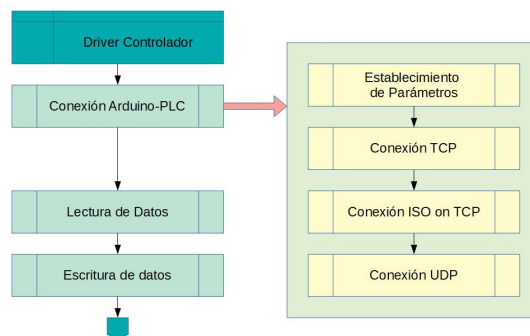 Driver Controlador
Conexión Arduino-PLC
Lectura de Datos
Escritura de datos
Establecimiento
de Parámetros
Conexión TCP
Conexión ISO on TCP
Conexión UDP